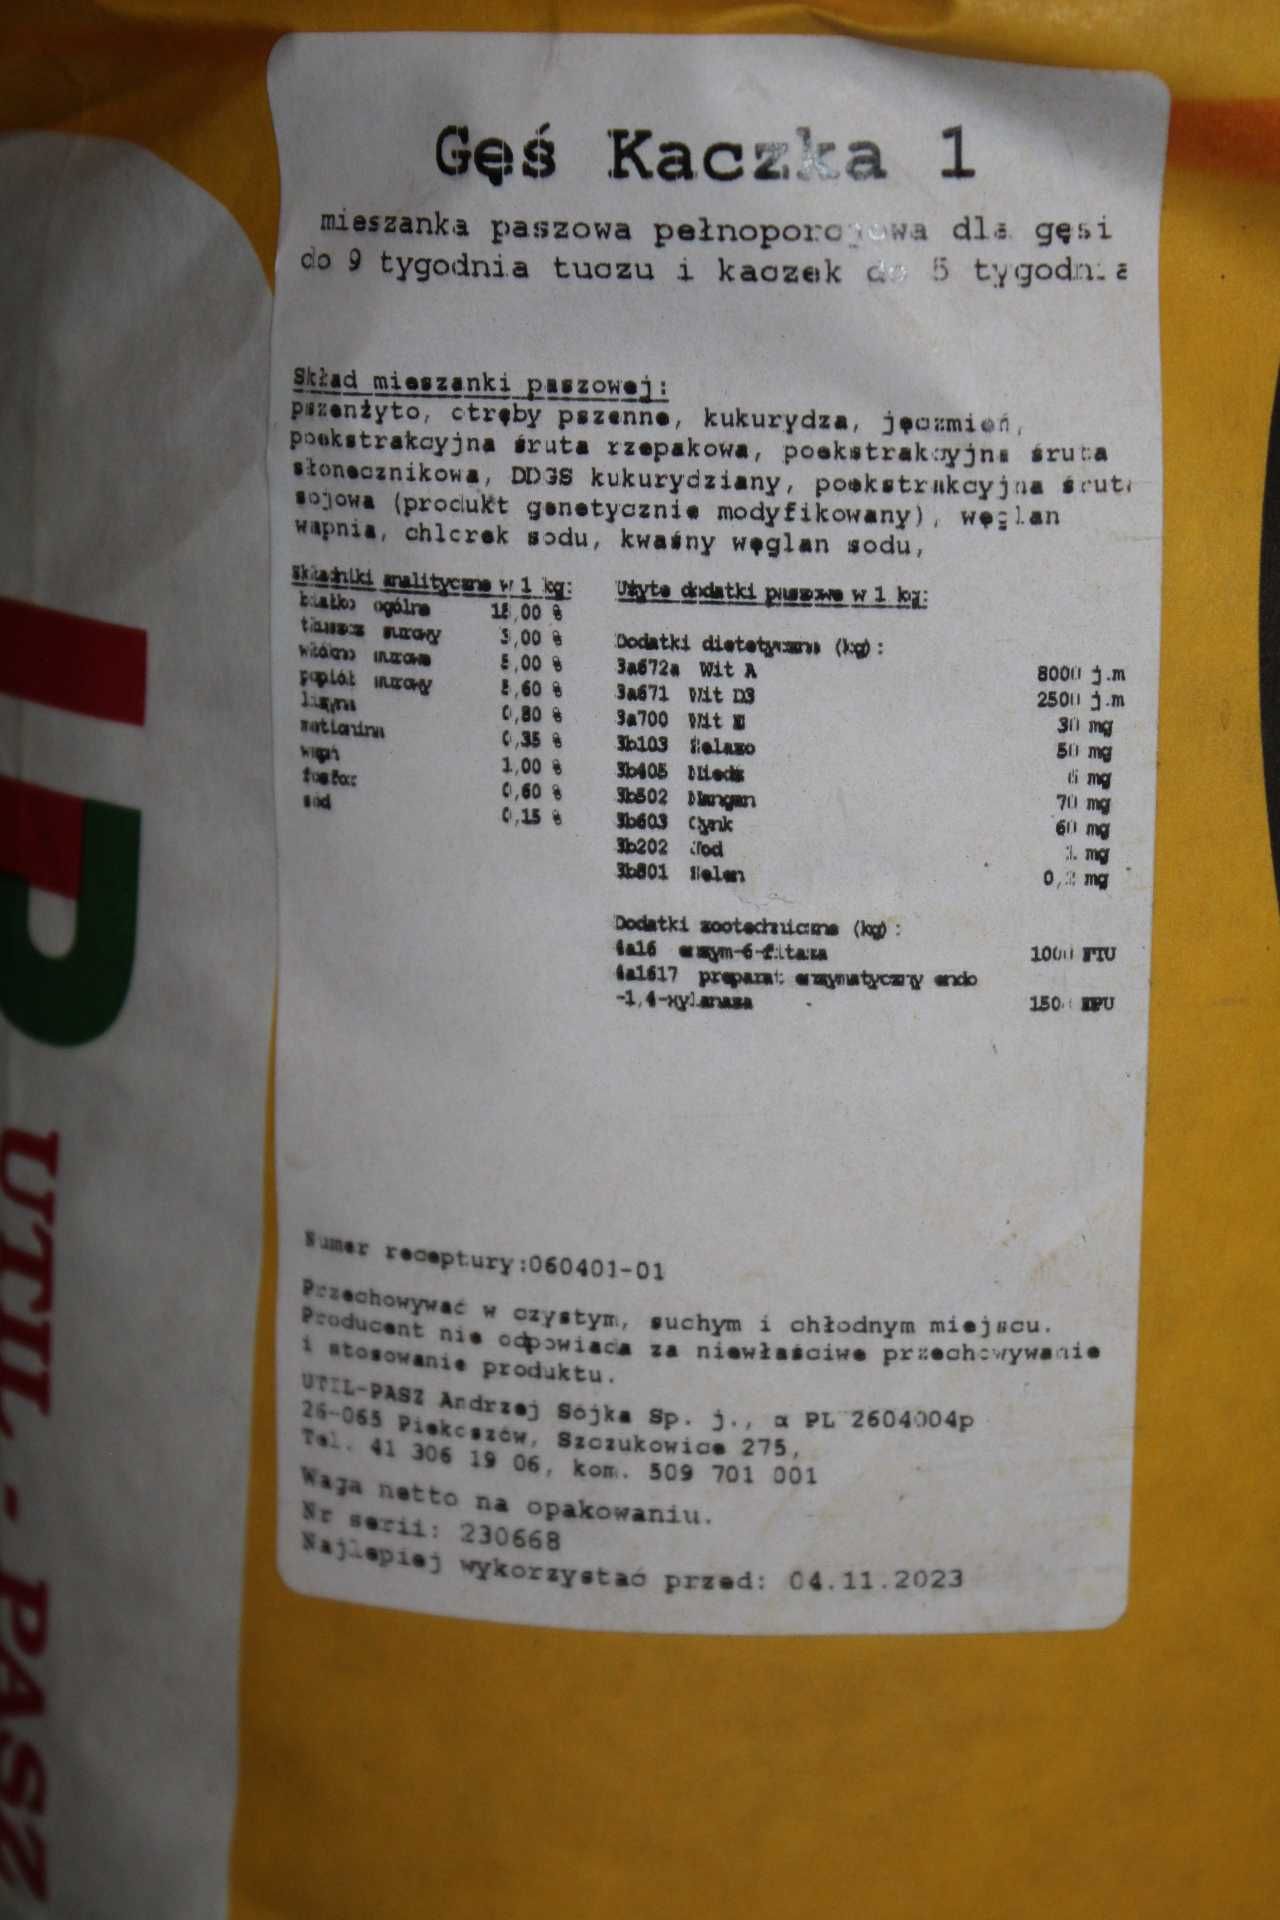 Gęś Kaczka 1
mieszanka paszowa pełnoporcjowa dla gęsi
do 9 tygodnia tuczu i kaczek do 5 tygodnia
Skład mieszanki paszowej:
pszenżyto, otręby pszenne, kukurydza, jęczmień,
poekstrakcyjna śruta rzepakowa, poekstrakcyjna śruta
słonecznikowa, DDGS kukurydziany, poekstrakcyjna śruta
sojowa (produkt genetycznie modyfikowany), węglan
wapnia, chlorek sodu, kwaśny węglan sodu,
Składniki analityczne w 1 kg:
białko ogólne 18,00 %
tłuszcz surowy 3,00 %
włókno surowe 5,00 %
popiół surowy 5,60 %
lizyna 0,80 %
metionina 0,35 %
wapń 1,00 %
fosfor 0,60 %
sód 0,15 %
Użyte dodatki paszowe w 1 kg:
Dodatki dietetyczne (kg):
3a672a Wit A 8000 j.m
3a671 Wit D3 2500 j.m
3a700 Wit E 30 mg
3b103 Żelazo 50 mg
3b405 Miedź mg
3b502 Mangan 70 mg
3b603 Cynk 60 mg
3b202 Jod 1 mg
3b801 Selen 0,2 mg
Dodatki zootechniczne (kg):
4a16 enzym-6-fitaza 1000 FTU
4a1617 preparat enzymatyczny endo
-1,4-xylanaza 1500 EPU
Numer receptury:060401-01
Przechowywać w czystym, suchym i chłodnym miejscu.
Producent nie odpowiada za niewłaściwe przechowywanie
i stosowanie produktu.
UTIL-PASZ Andrzej Sójka Sp. j., α PL 2604004p
26-065 Piekoszów, Szczukowice 275,
Tel. 41 306 19 06, kom. 509 701 001
Waga netto na opakowaniu.
Nr serii: 230668
Najlepiej wykorzystać przed: 04.11.2023
UTIL-PASZ